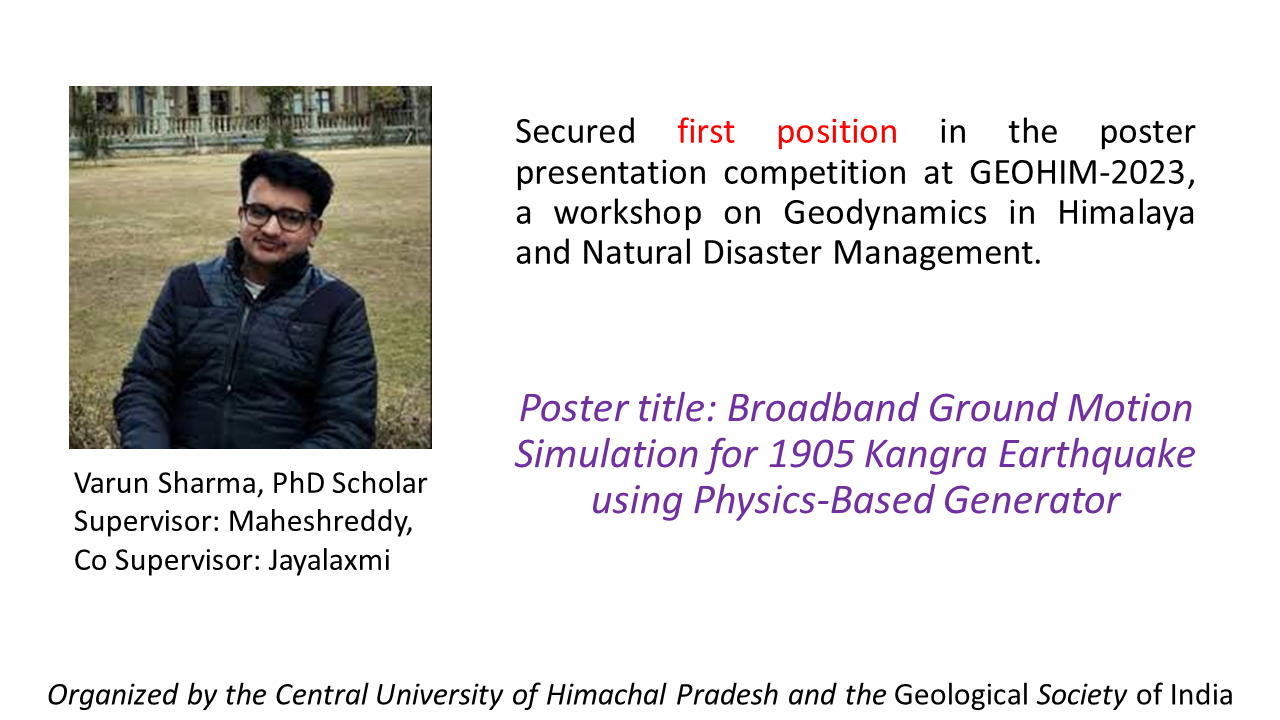 Secured first position in the poster
presentation competition at GEOHIM-2023,
a workshop on Geodynamics in Himalaya
and Natural Disaster Management.
Poster title: Broadband Ground Motion
Simulation for 1905 Kangra Earthquake
using Physics-Based Generator
Varun Sharma, PhD Scholar
Supervisor: Maheshreddy,
Co Supervisor: Jayalaxmi
Organized by the Central University of Himachal Pradesh and the Geological Society of India